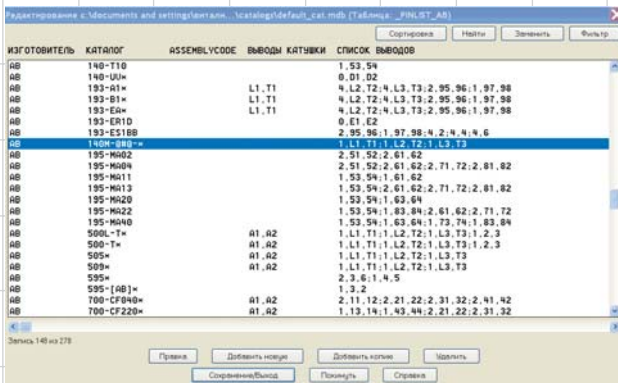 Редактирование c:\documents and settings\виталн...\catalogs\default_cat.mdb (Таблица: _PINLIST_AB)
Сортировка Найти Заменить Фильтр
ИЗГОТОВИТЕЛЬ КАТАЛОГ ASSEMBLYCODE ВЫВОДЫ КАТУШКИ СПИСОК ВЫВОДОВ
AB 140-T10 1,53,54
AB 140-UV* 0,D1,D2
AB 193-A1* L1,T1 4,L2,T2;4,L3,T3;2,95,96;1,97,98
AB 193-B1* L1,T1 4,L2,T2;4,L3,T3;2,95,96;1,97,98
AB 193-EA* L1,T1 4,L2,T2;4,L3,T3;2,95,96;1,97,98
AB 193-ER1D 0,E1,E2
AB 193-ES1BB 2,95,96;1,97,98;4,2;4,4;4,6
AB 140M-@N@-* 1,L1,T1;1,L2,T2;1,L3,T3
AB 195-MA02 2,51,52;2,61,62
AB 195-MA04 2,51,52;2,61,62;2,71,72;2,81,82
AB 195-MA11 1,53,54;1,61,62
AB 195-MA13 1,53,54;2,61,62;2,71,72;2,81,82
AB 195-MA20 1,53,54;1,63,64
AB 195-MA22 1,53,54;1,83,84;2,61,62;2,71,72
AB 195-MA40 1,53,54;1,63,64;1,73,74;1,83,84
AB 500L-T* A1,A2 1,L1,T1;1,L2,T2;1,L3,T3;1,2,3
AB 500-T* A1,A2 1,L1,T1;1,L2,T2;1,L3,T3;1,2,3
AB 505* A1,A2 1,L1,T1;1,L2,T2;1,L3,T3
AB 509* A1,A2 1,L1,T1;1,L2,T2;1,L3,T3
AB 595* 2,3,6;1,4,5
AB 595-[AB]* 1,3,2
AB 700-CF040* A1,A2 2,11,12;2,21,22;2,31,32;2,41,42
AB 700-CF220* A1,A2 1,13,14;1,43,44;2,21,22;2,31,32
Запись 148 из 278
Правка Добавить новую Добавить копию Удалить
Сохранение/Выход Покинуть Справка